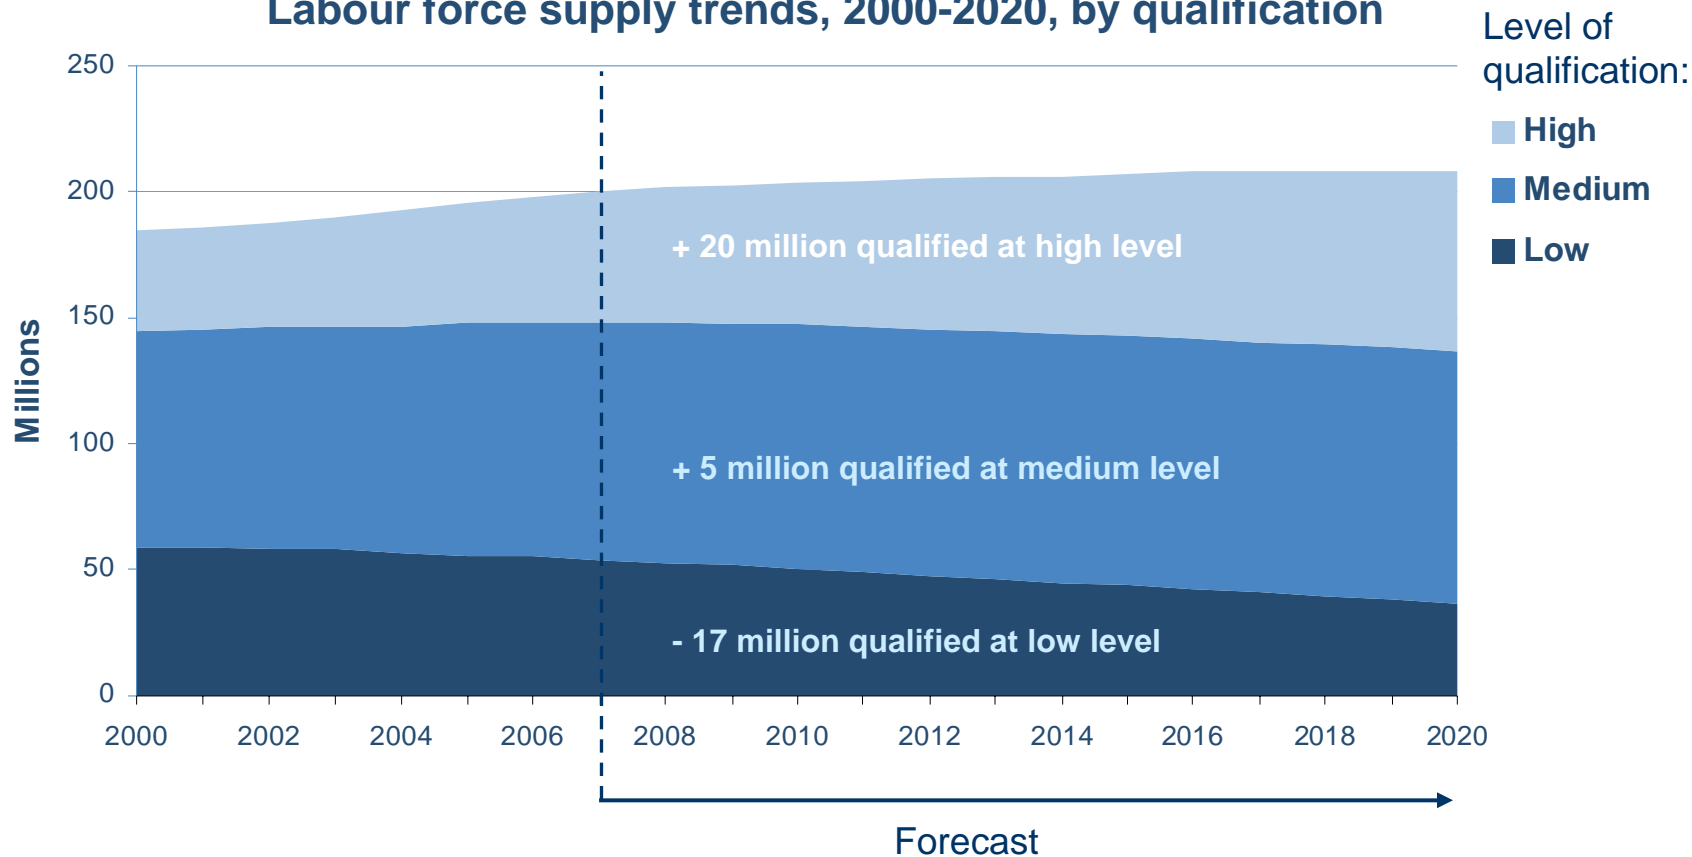 Labour force supply trends, 2000-2020, by qualification
Level of
qualification:
High
Medium
Low
Millions
250
200
150
100
50
0
+ 20 million qualified at high level
+ 5 million qualified at medium level
- 17 million qualified at low level
2000 2002 2004 2006 2008 2010 2012 2014 2016 2018 2020
Forecast